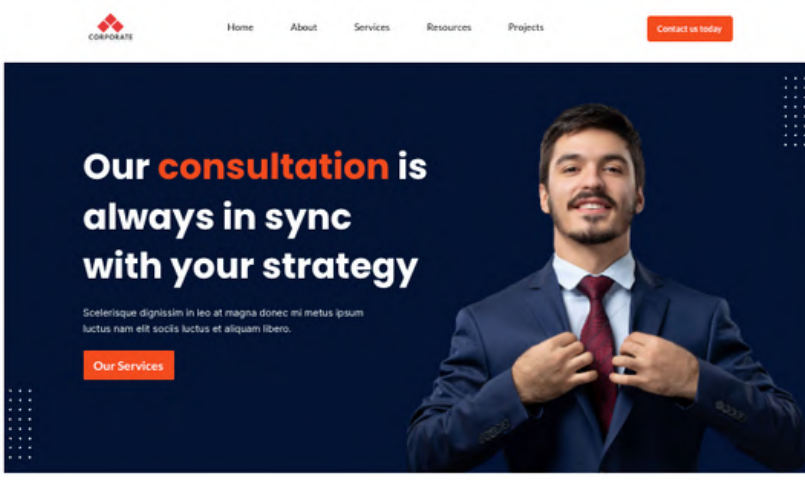 CORPORATE
Home About Services Resources Projects
Contact us today
Our consultation is
always in sync
with your strategy
Scelerisque dignissim in leo at magna donec mi metus ipsum
luctus nam elit sociis luctus et aliquam libero.
Our Services